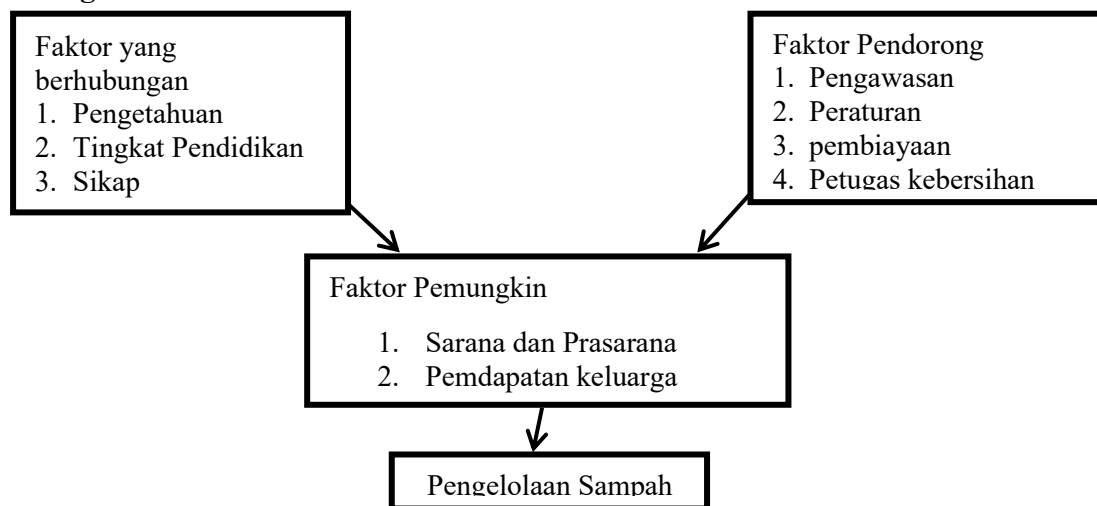 Faktor yang
berhubungan
1. Pengetahuan
2. Tingkat Pendidikan
3. Sikap
Faktor Pendorong
1. Pengawasan
2. Peraturan
3. pembiayaan
4. Petugas kebersihan
Faktor Pemungkin
1. Sarana dan Prasarana
2. Pemdapatan keluarga
Pengelolaan Sampah